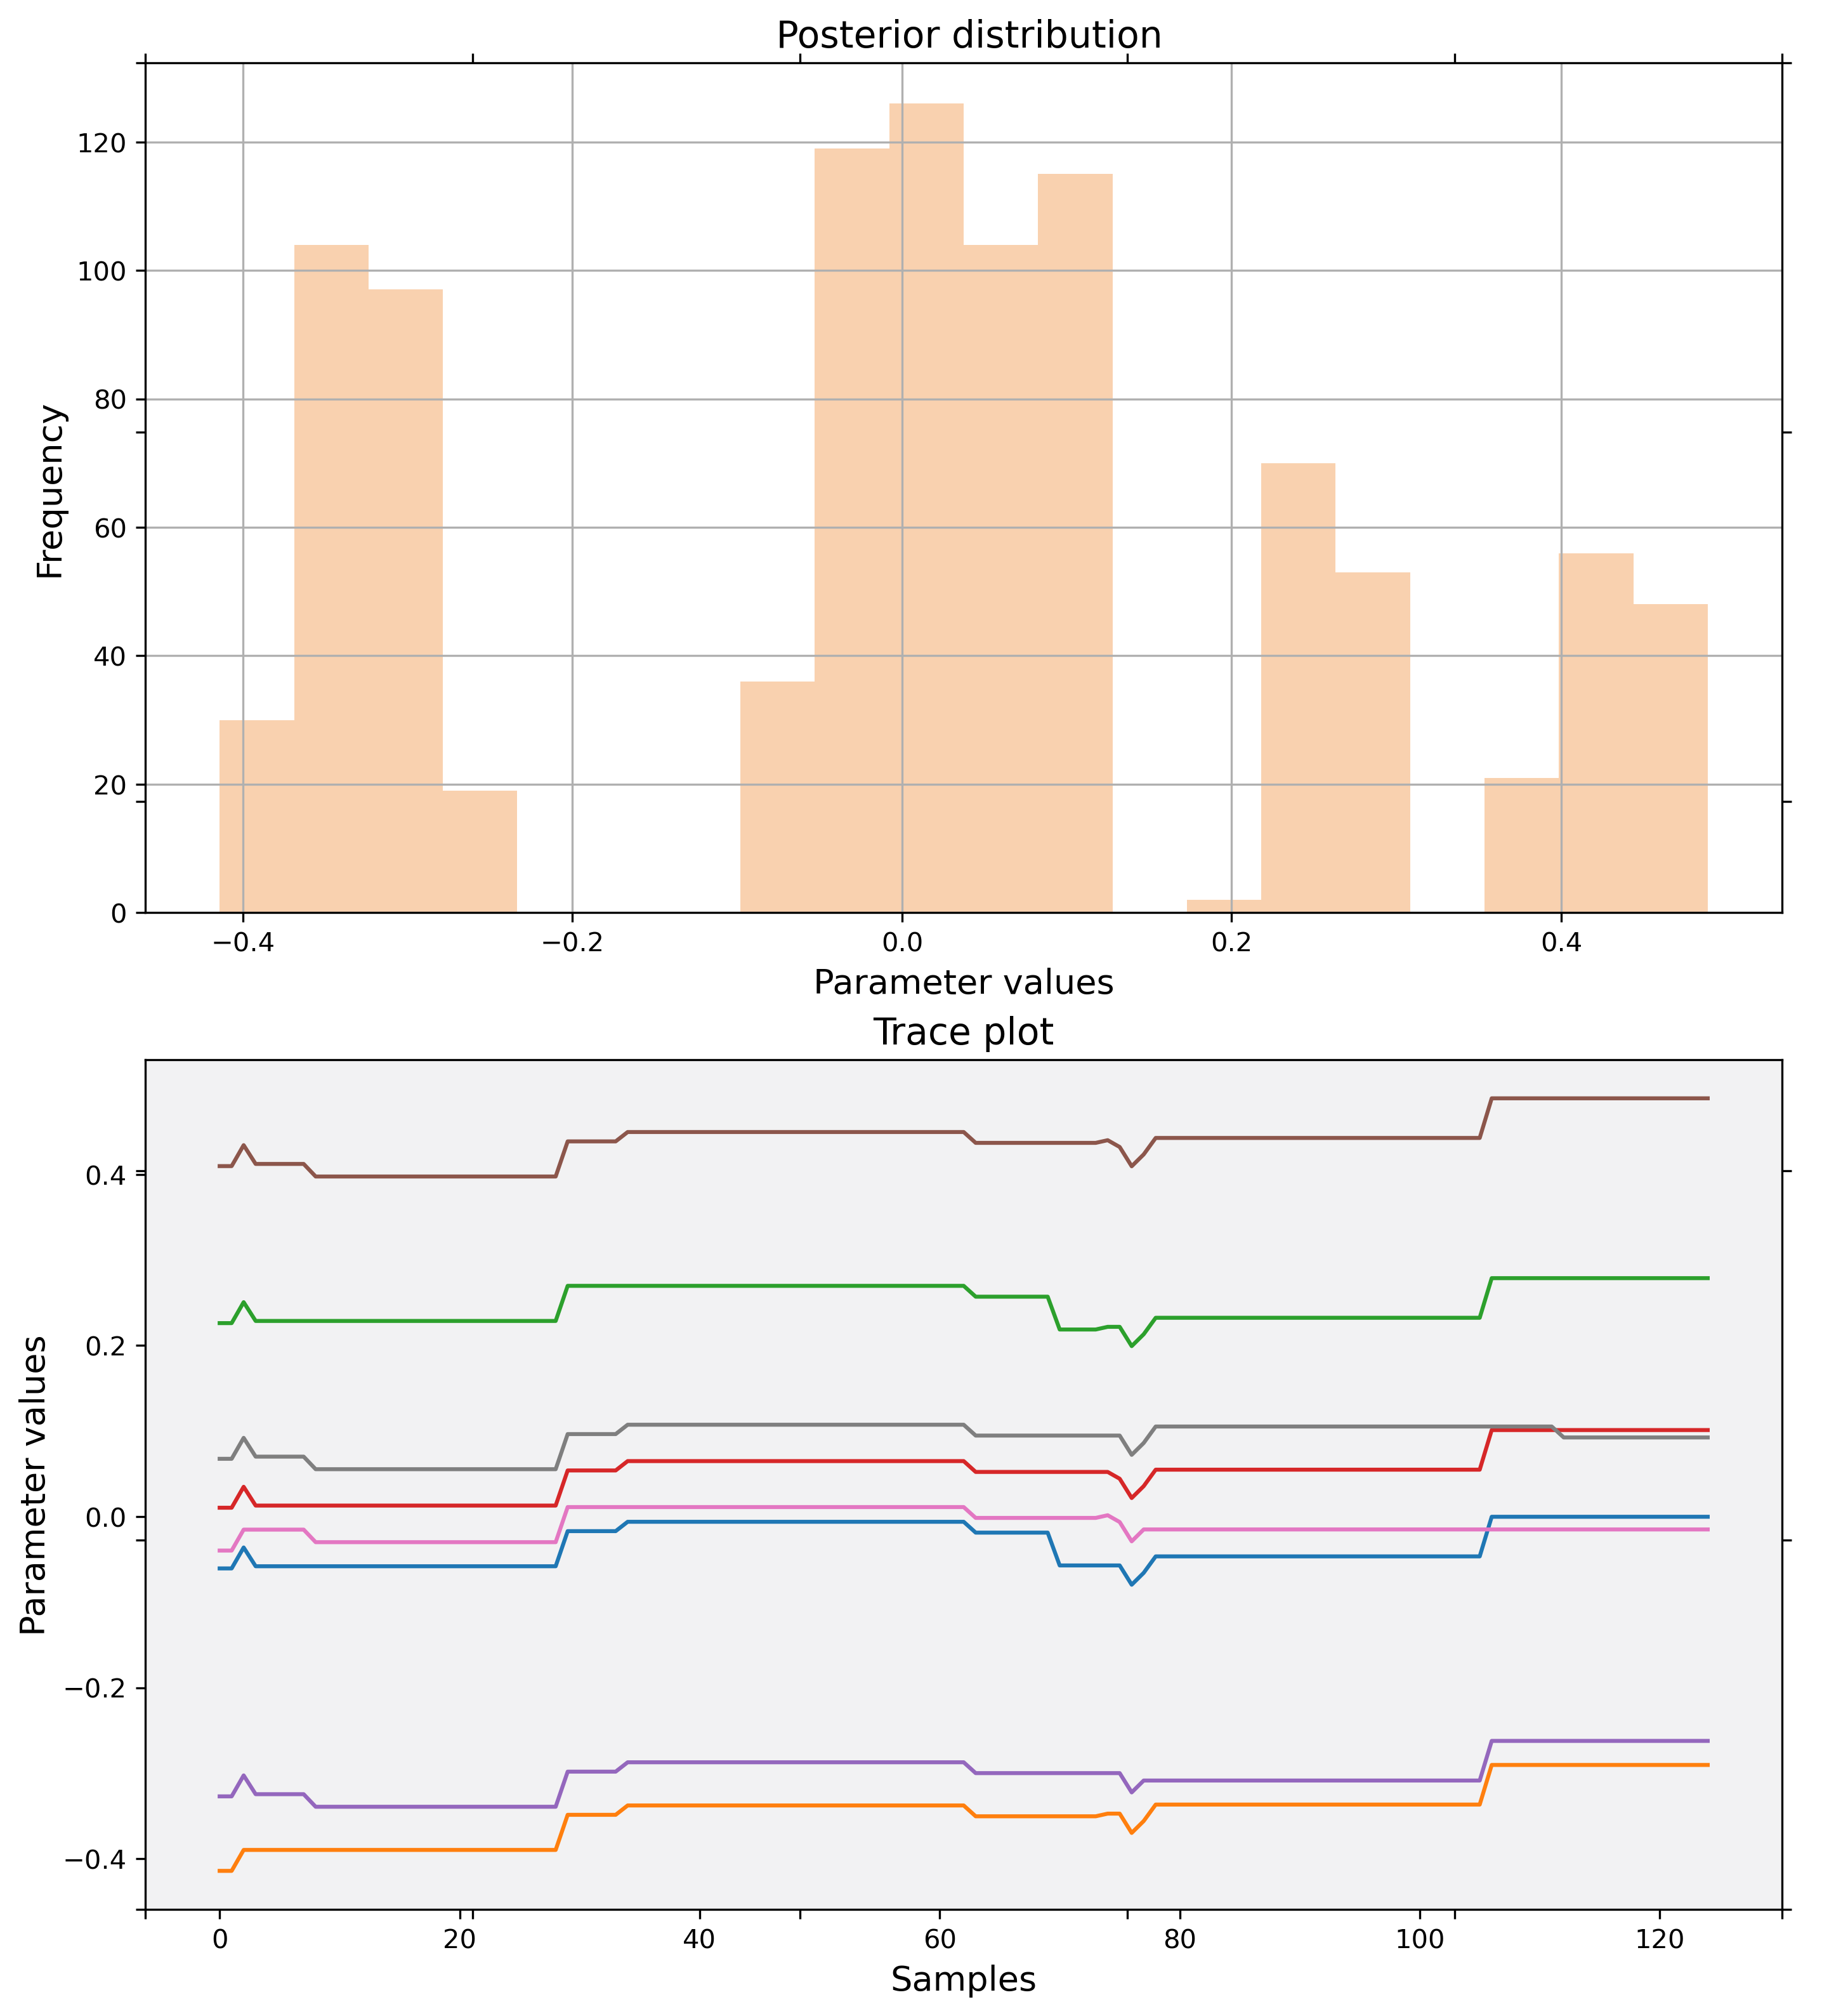 Posterior distribution
120
100
80
60
40
20
0
Frequency
−0.4 −0.2 0.0 0.2 0.4
Parameter values
Trace plot
0.4
0.2
0.0
−0.2
−0.4
Parameter values
0 20 40 60 80 100 120
Samples